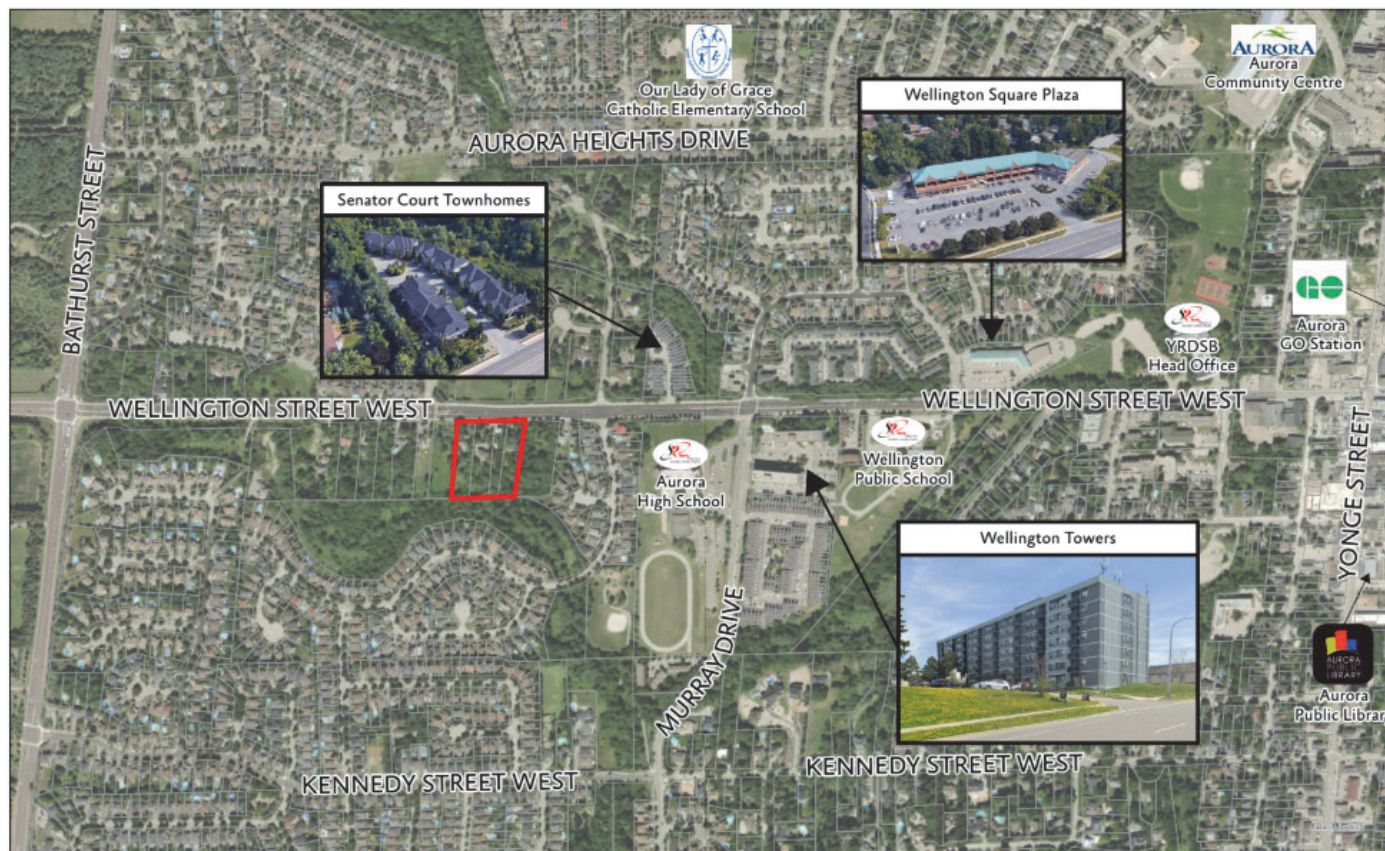 AURORA
Aurora
Community Centre
Our Lady of Grace
Catholic Elementary School
Wellington Square Plaza
AURORA HEIGHTS DRIVE
Senator Court Townhomes
BATHURST STREET
GO
Aurora
GO Station
YRDSB
Head Office
WELLINGTON STREET WEST
WELLINGTON STREET WEST
Aurora
High School
Wellington
Public School
YONGE STREET
Wellington Towers
MURRAY DRIVE
AURORA
PUBLIC
LIBRARY
Aurora
Public Librar
KENNEDY STREET WEST
KENNEDY STREET WEST